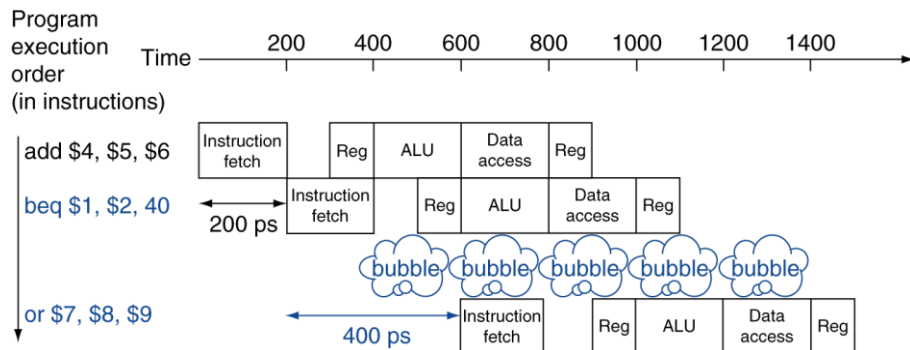 Program
execution
order
(in instructions)
Time
200 400 600 800 1000 1200 1400
add $4, $5, $6
Instruction
fetch
Reg
ALU
Data
access
Reg
beq $1, $2, 40
200 ps
Instruction
fetch
Reg
ALU
Data
access
Reg
bubble bubble bubble bubble bubble
or $7, $8, $9
400 ps
Instruction
fetch
Reg
ALU
Data
access
Reg